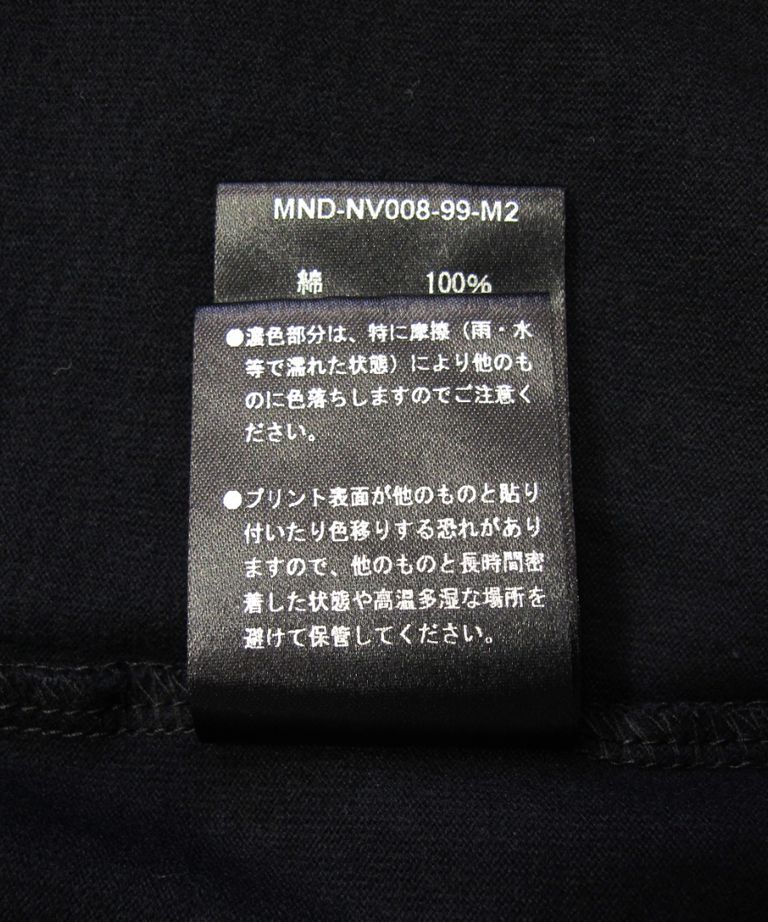 MND-NV008-99-M2
綿 100%
●濃色部分は、特に摩擦（雨・水
等で濡れた状態）により他のも
のに色落ちしますのでご注意く
ださい。
●プリント表面が他のものと貼り
付いたり色移りする恐れがあり
ますので、他のものと長時間密
着した状態や高温多湿な場所を
避けて保管してください。